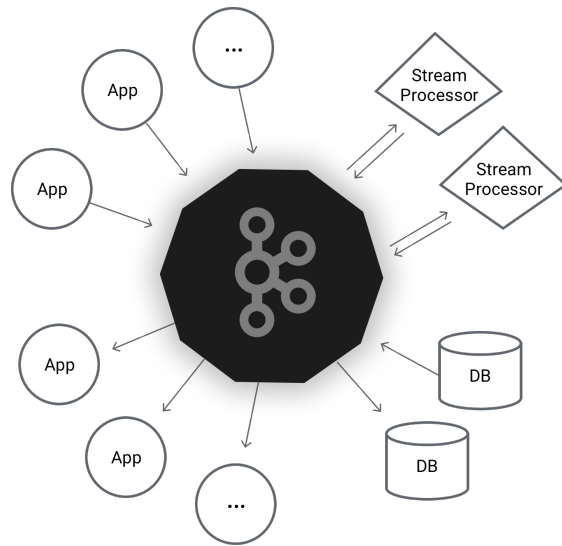 ...
App
App
Stream
Processor
Stream
Processor
App
App
...
DB
DB